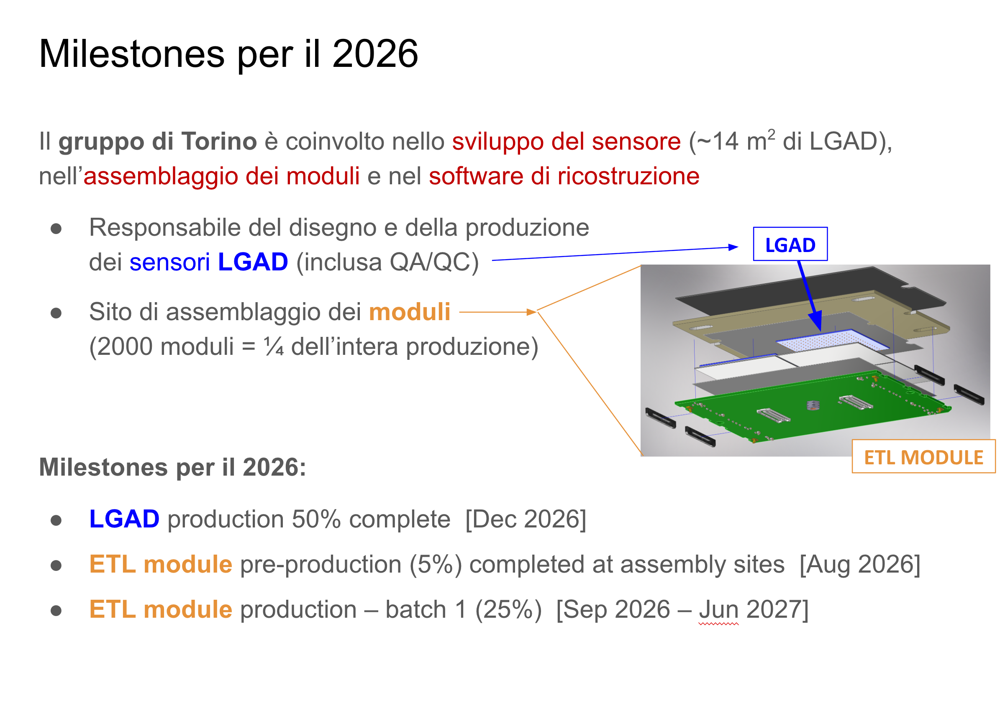 Milestones per il 2026
Il gruppo di Torino è coinvolto nello sviluppo del sensore (~14 m² di LGAD),
nell’assemblaggio dei moduli e nel software di ricostruzione
● Responsabile del disegno e della produzione
dei sensori LGAD (inclusa QA/QC)
LGAD
● Sito di assemblaggio dei moduli
(2000 moduli = ¼ dell’intera produzione)
ETL MODULE
Milestones per il 2026:
● LGAD production 50% complete [Dec 2026]
● ETL module pre-production (5%) completed at assembly sites [Aug 2026]
● ETL module production – batch 1 (25%) [Sep 2026 – Jun 2027]